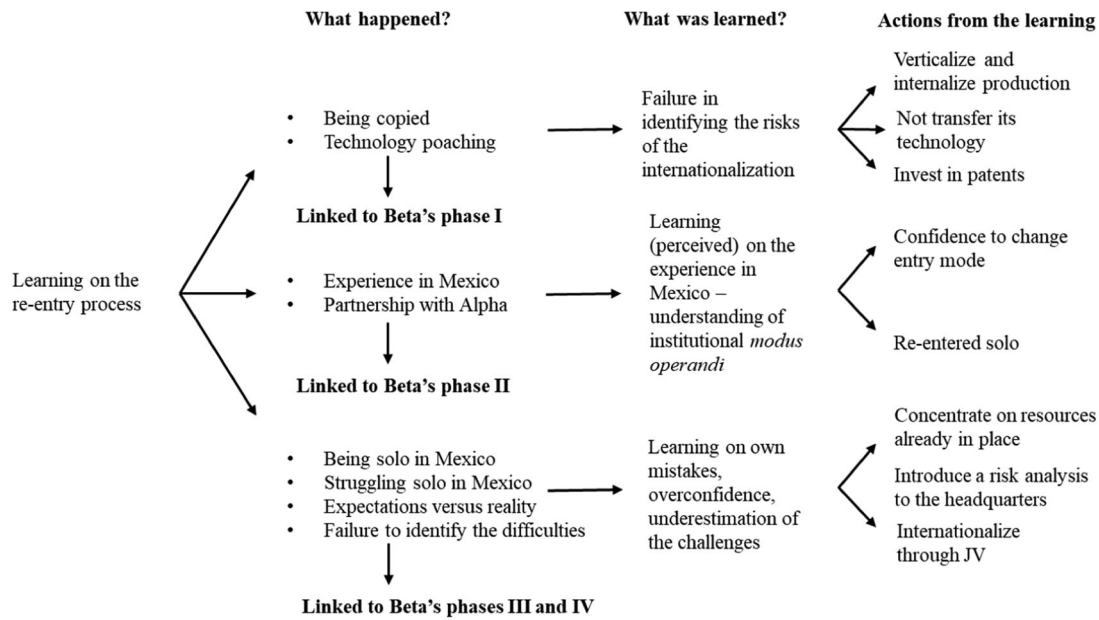 What happened?
What was learned?
Actions from the learning
Learning on the
re-entry process
• Being copied
• Technology poaching
Linked to Beta's phase I
Failure in
identifying the risks
of the
internationalization
Verticalize and
internalize production
Not transfer its
technology
Invest in patents
• Experience in Mexico
• Partnership with Alpha
Linked to Beta's phase II
Learning
(perceived) on the
experience in
Mexico –
understanding of
institutional modus
operandi
Confidence to change
entry mode
Re-entered solo
• Being solo in Mexico
• Struggling solo in Mexico
• Expectations versus reality
• Failure to identify the difficulties
Linked to Beta's phases III and IV
Learning on own
mistakes,
overconfidence,
underestimation of
the challenges
Concentrate on resources
already in place
Introduce a risk analysis
to the headquarters
Internationalize
through JV